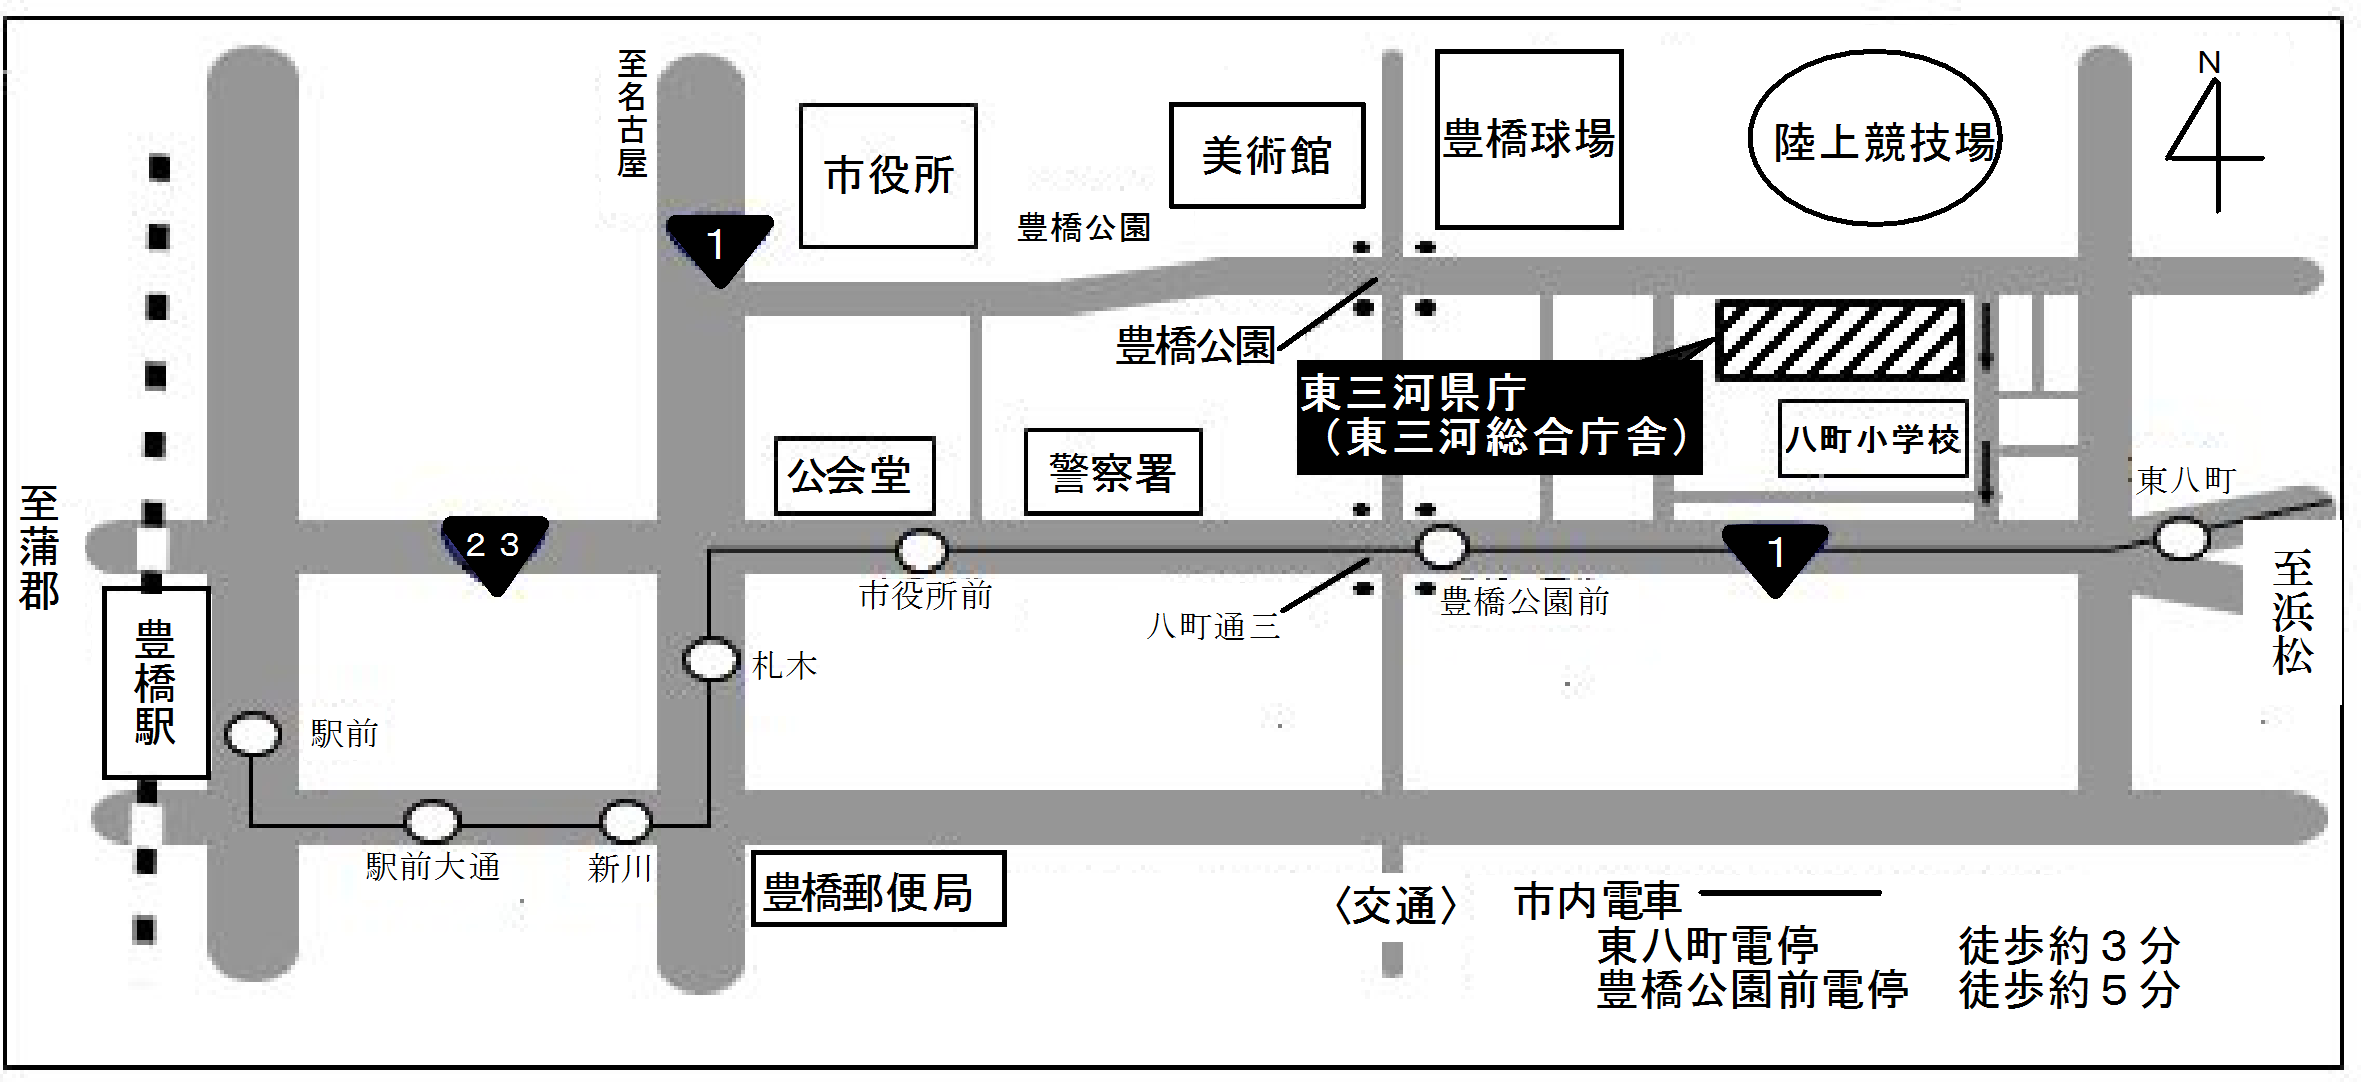 至名古屋
N
市役所
美術館
豊橋球場
陸上競技場
豊橋公園
1
豊橋公園
東三河県庁
（東三河総合庁舎）
八町小学校
公会堂
警察署
東八町
至蒲郡
２３
1
市役所前
豊橋公園前
八町通三
至浜松
豊橋駅
札木
駅前
駅前大通
新川
豊橋郵便局
〈交通〉
市内電車
東八町電停　徒歩約３分
豊橋公園前電停　徒歩約５分